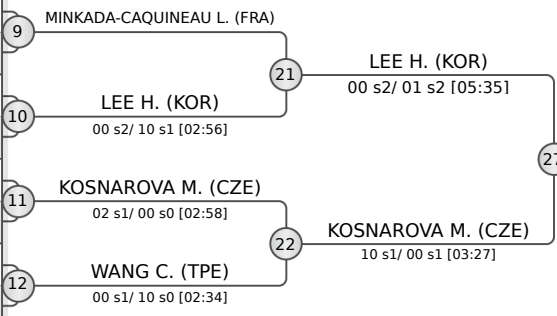 9
MINKADA-CAQUINEAU L. (FRA)
21
LEE H. (KOR)
00 s2/ 01 s2 [05:35]
10
LEE H. (KOR)
00 s2/ 10 s1 [02:56]
27
11
KOSNAROVA M. (CZE)
02 s1/ 00 s0 [02:58]
22
KOSNAROVA M. (CZE)
10 s1/ 00 s1 [03:27]
12
WANG C. (TPE)
00 s1/ 10 s0 [02:34]